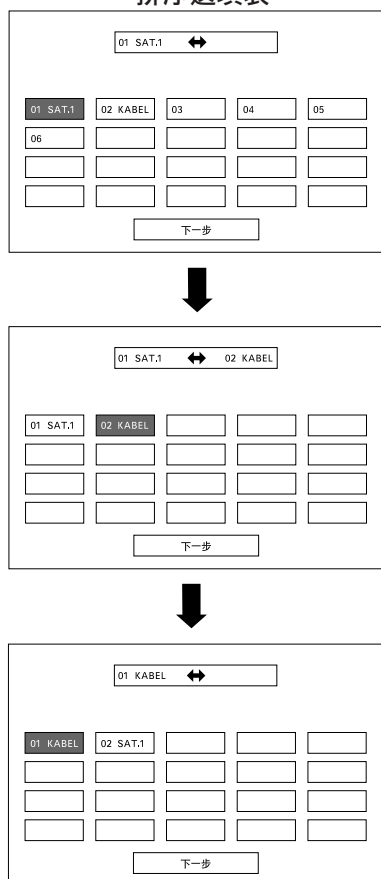 01 SAT.1 ⬌
01 SAT.1 02 KABEL 03 04 05
06
下一步
01 SAT.1 ⬌ 02 KABEL
01 SAT.1 02 KABEL
下一步
01 KABEL ⬌
01 KABEL 02 SAT.1
下一步